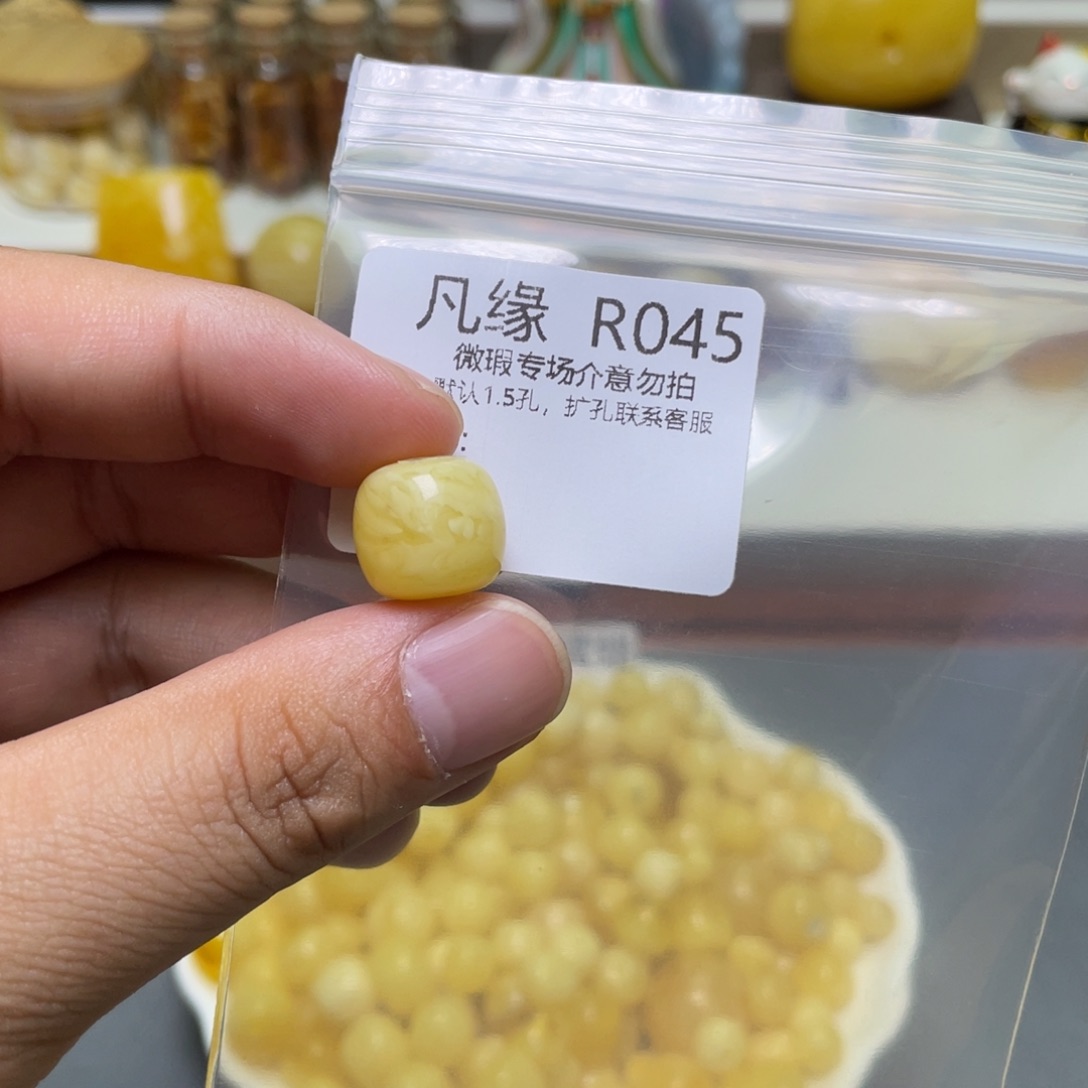 凡缘 R045
微瑕专场介意勿拍
默认1.5孔，扩孔联系客服
: